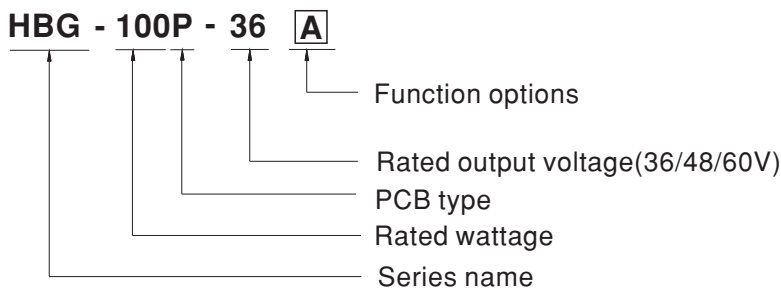 HBG - 100P - 36 A
Function options
Rated output voltage(36/48/60V)
PCB type
Rated wattage
Series name